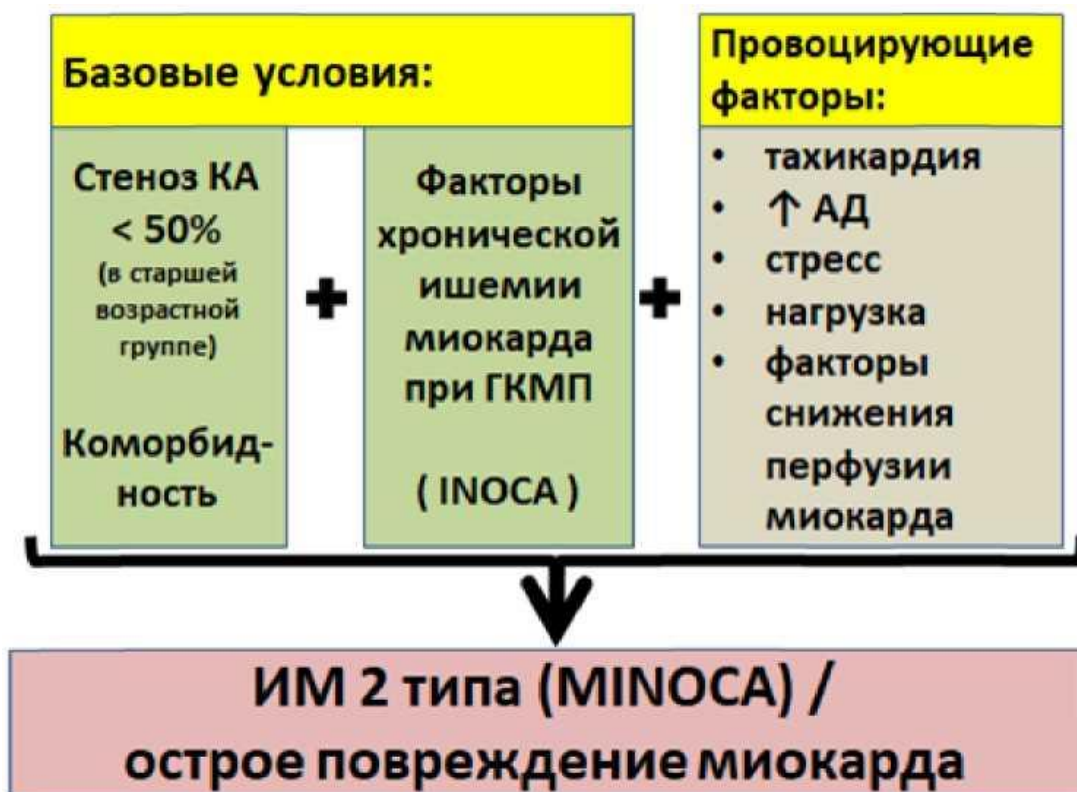 Базовые условия:
Стеноз КА
< 50%
(в старшей
возрастной
группе)
Коморбид-
ность
+
Факторы
хронической
ишемии
миокарда
при ГКМП
( INOCA )
+
Провоцирующие
факторы:
• тахикардия
• ↑ АД
• стресс
• нагрузка
• факторы
снижения
перфузии
миокарда
ИМ 2 типа (MINOCA) /
острое повреждение миокарда